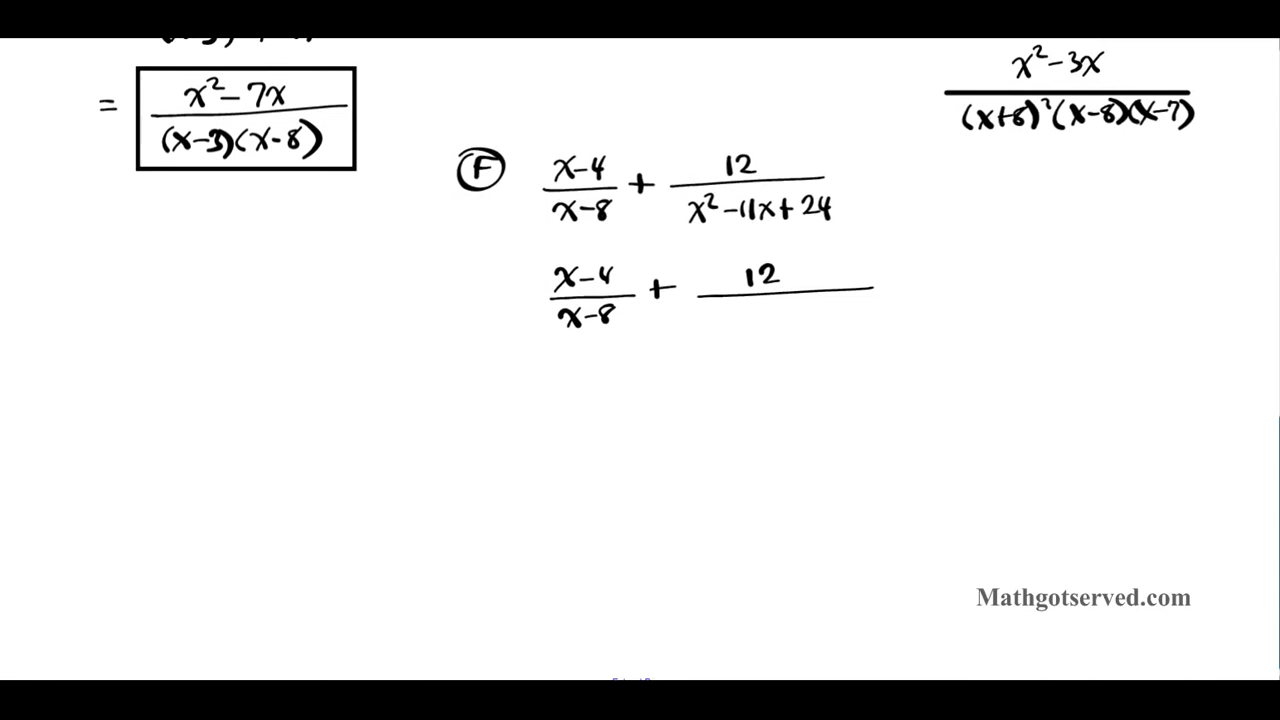 = x² - 7x
(x-3)(x-8)
x² - 3x
(x+8)²(x-8)(x-7)
F x-4 + 12
x-8 x² - 11x + 24
x-4 + 12
x-8
Mathgotserved.com